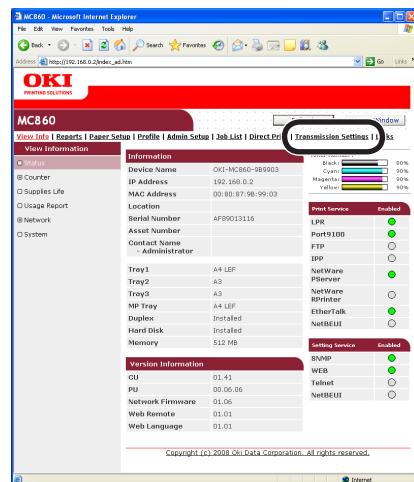 MC860 - Microsoft Internet Explorer
File Edit View Favorites Tools Help
Back Search Favorites
Address http://192.168.0.2/index_ad.htm Go Links
OKI
PRINTING SOLUTIONS
MC860 Window
View Info | Reports | Paper Setup | Profile | Admin Setup | Job List | Direct Pri | Transmission Settings | Links
View Information
Status
Counter
Supplies Life
Usage Report
Network
System
Information
Device Name OKI-MC860-9B9903
IP Address 192.168.0.2
MAC Address 00:80:87:9B:99:03
Location
Serial Number AFB9013116
Asset Number
Contact Name
- Administrator
Tray1 A4 LEF
Tray2 A3
Tray3 A3
MP Tray A4 LEF
Duplex Installed
Hard Disk Installed
Memory 512 MB
Version Information
CU 01.41
PU 00.06.06
Network Firmware 01.06
Web Remote 01.01
Web Language 01.01
Black: 80%
Cyan: 90%
Magenta: 90%
Yellow: 90%
Print Service Enabled
LPR
Port9100
FTP
IPP
NetWare
PServer
NetWare
RPrinter
EtherTalk
NetBEUI
Setting Service Enabled
SNMP
WEB
Telnet
NetBEUI
Copyright (c) 2008 Oki Data Corporation. All rights reserved.
Internet